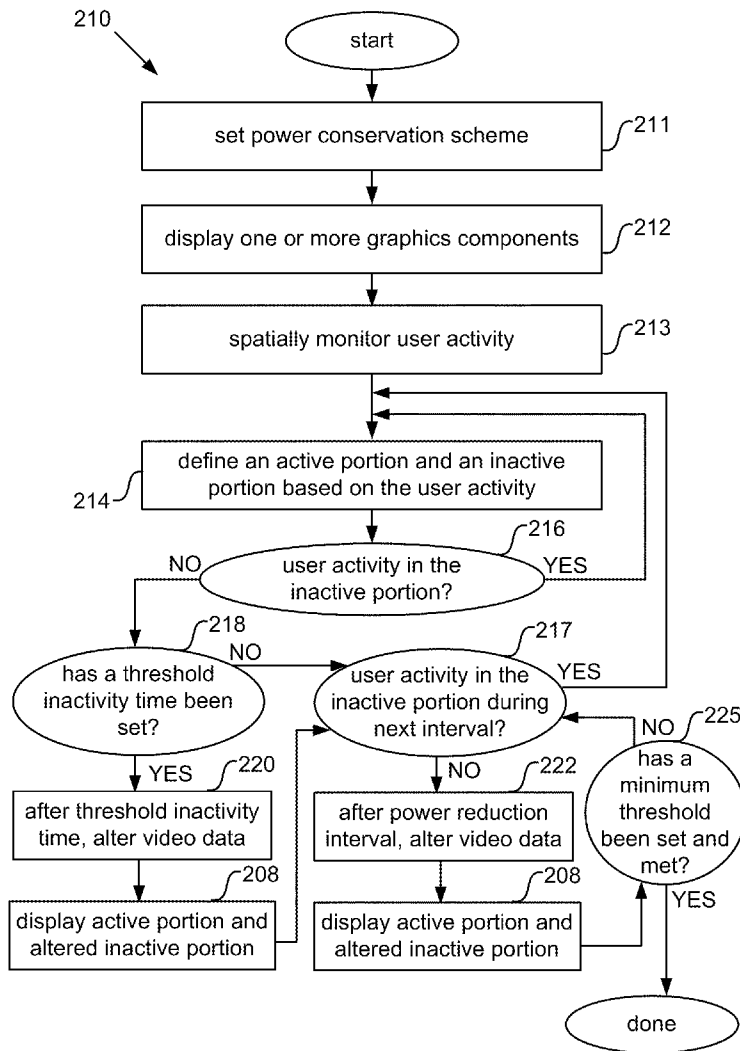 210
start
set power conservation scheme
211
display one or more graphics components
212
spatially monitor user activity
213
define an active portion and an inactive
portion based on the user activity
214
216
NO
user activity in the
inactive portion?
YES
218
has a threshold
inactivity time been
set?
NO
217
user activity in the
inactive portion during
next interval?
YES
NO
225
has a
minimum
threshold
been set and
met?
YES
220
after threshold inactivity
time, alter video data
NO
222
after power reduction
interval, alter video data
208
display active portion and
altered inactive portion
208
display active portion and
altered inactive portion
YES
done